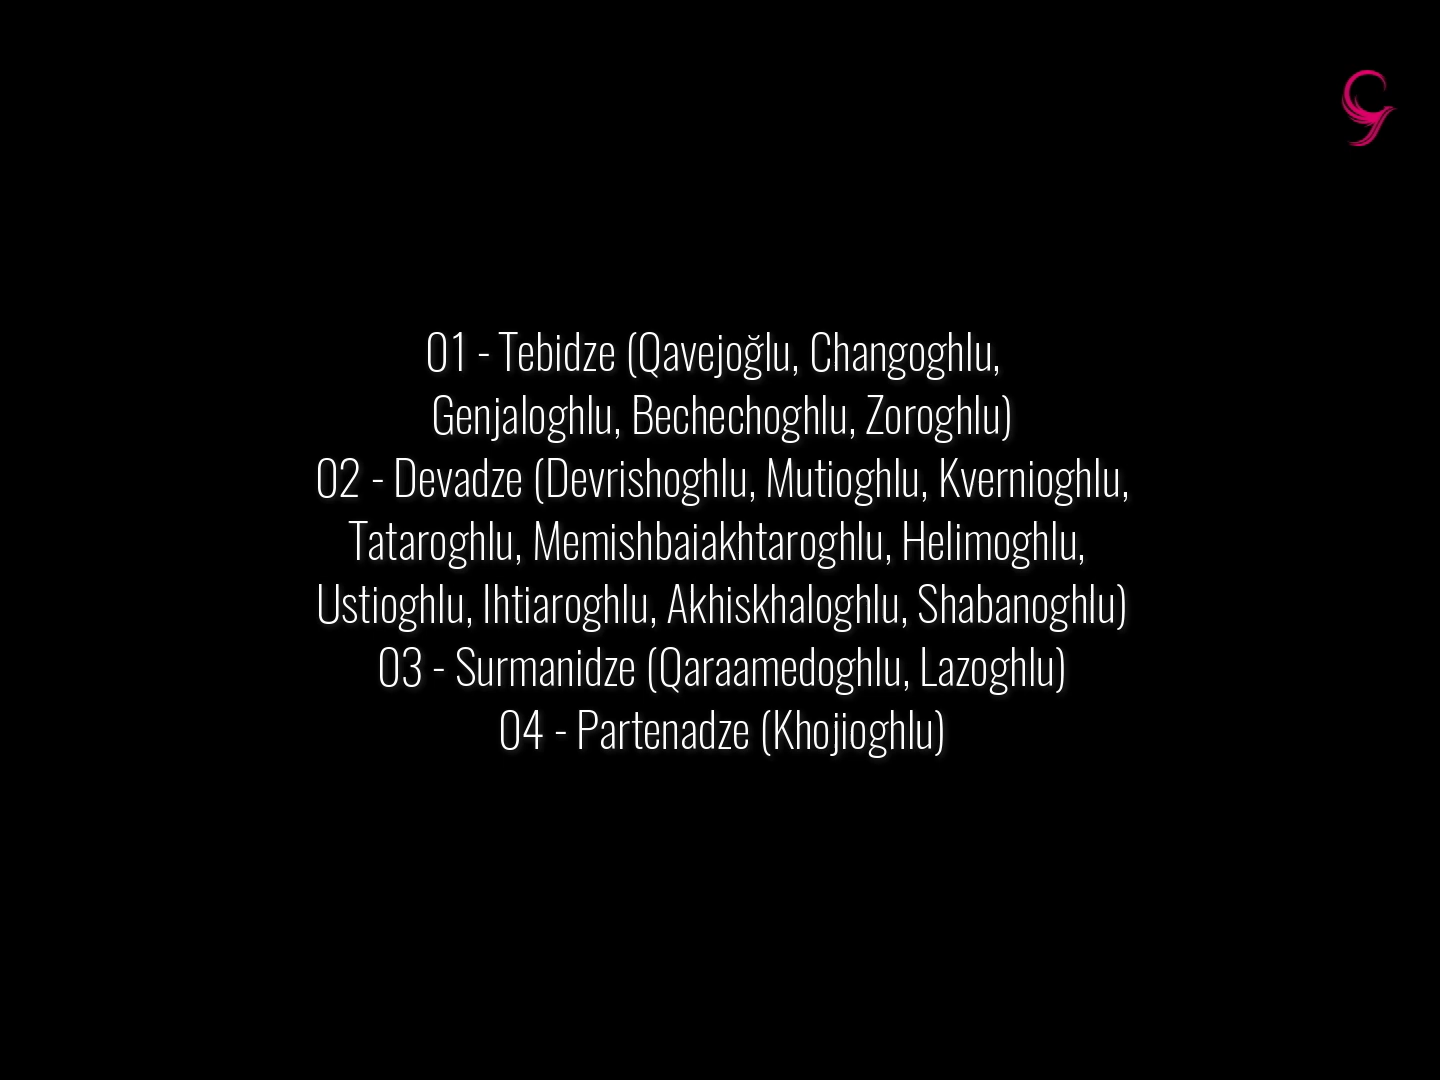 01 - Tebidze (Qavejoğlu, Changoghlu,
Genjaloghlu, Bechechoghlu, Zoroghlu)
02 - Devadze (Devrishoghlu, Mutioghlu, Kvernioghlu,
Tataroghlu, Memishbaiakhtaroghlu, Helimoghlu,
Ustioghlu, Ihtiaroghlu, Akhiskhaloghlu, Shabanoghlu)
03 - Surmanidze (Qaraamedoghlu, Lazoghlu)
04 - Partenadze (Khojioghlu)